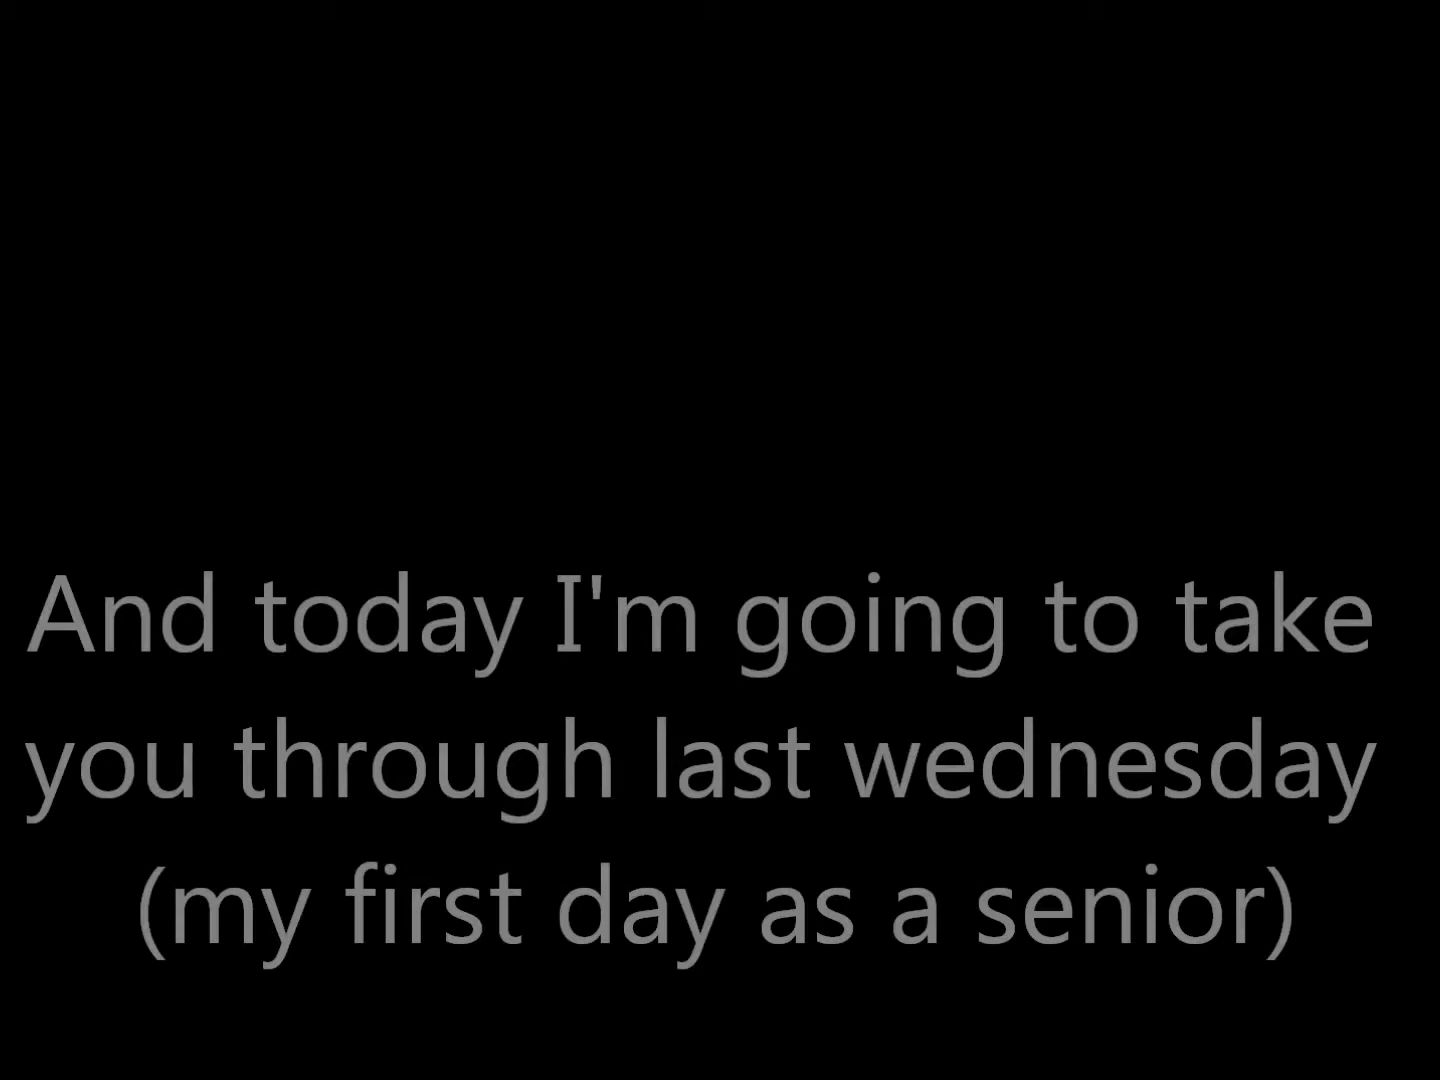 And today I'm going to take
you through last wednesday
(my first day as a senior)